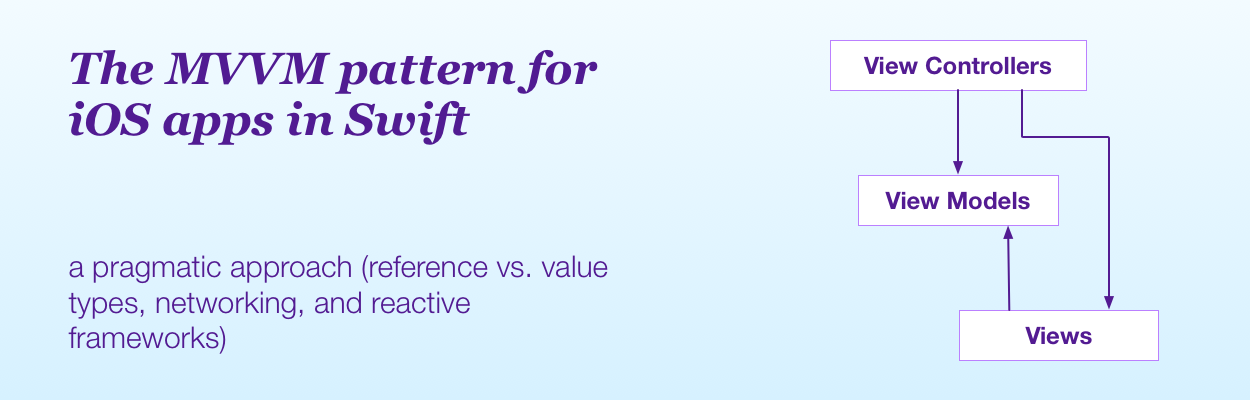 The MVVM pattern for
iOS apps in Swift
a pragmatic approach (reference vs. value
types, networking, and reactive
frameworks)
View Controllers
View Models
Views